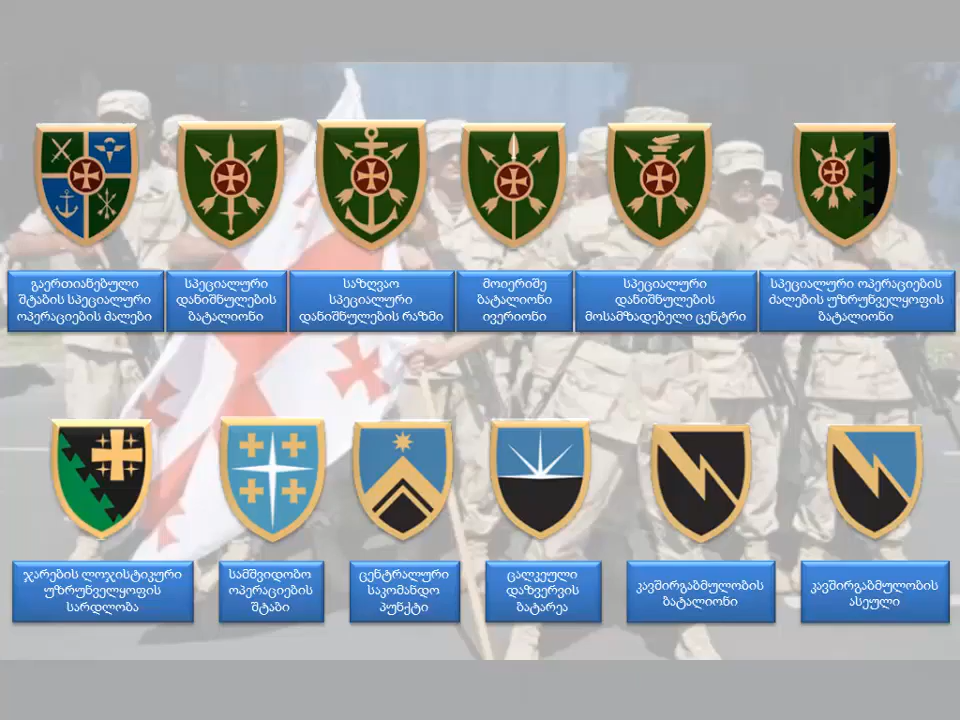 გაერთიანებული
შტაბის სპეციალური
ოპერაციების ძალები
სპეციალური
დანიშნულების
ბატალიონი
საზღვაო
სპეციალური
დანიშნულების რაზმი
მოიერიშე
ბატალიონი
ივერიონი
სპეციალური
დანიშნულების
მოსამზადებელი ცენტრი
სპეციალური ოპერაციების
ძალების უზრუნველყოფის
ბატალიონი
ჯარების ლოჯისტიკური
უზრუნველყოფის
სარდლობა
სამშვიდობო
ოპერაციების
შტაბი
ცენტრალური
საკომანდო
პუნქტი
ცალკეული
დაზვერვის
ბატარეა
კავშირგაბმულობის
ბატალიონი
კავშირგაბმულობის
ასეული